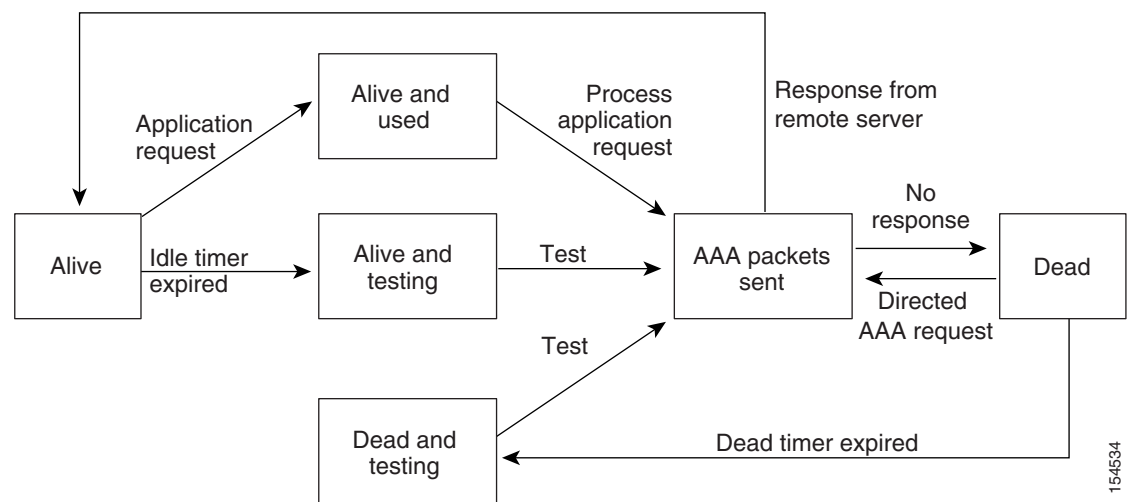 Alive and
used
Process
application
request
Response from
remote server
Application
request
Alive
Idle timer
expired
Alive and
testing
Test
AAA packets
sent
No
response
Dead
Directed
AAA request
Test
Dead and
testing
Dead timer expired
154534